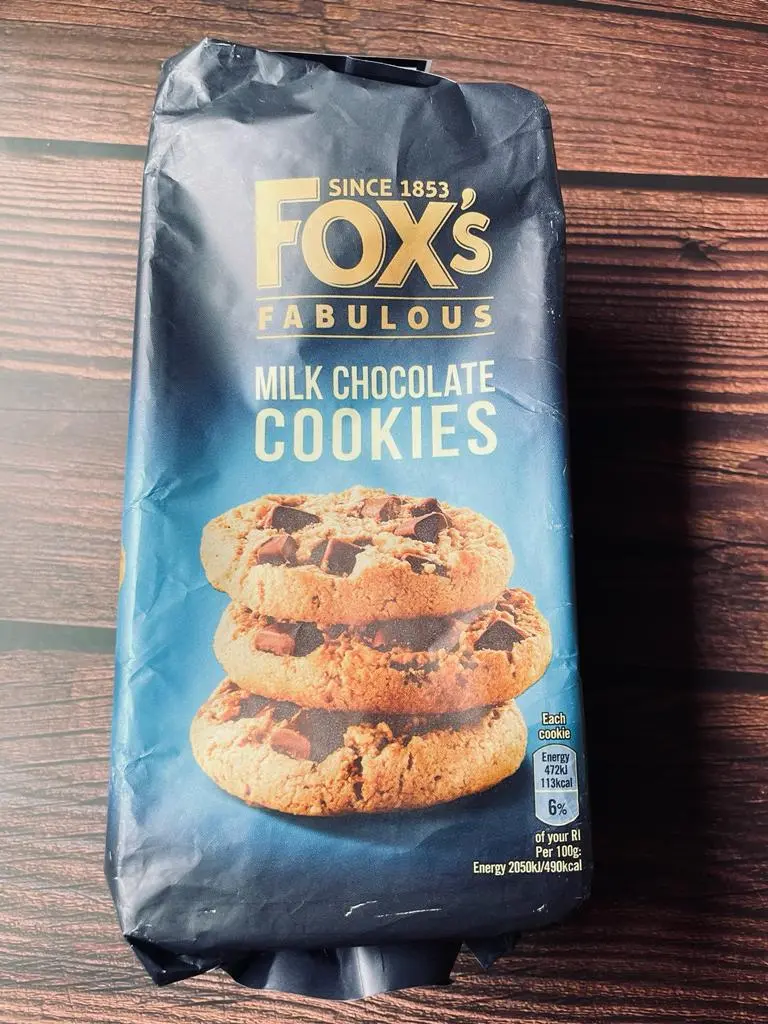 SINCE 1853
FOX'S
FABULOUS
MILK CHOCOLATE
COOKIES
Each
cookie
Energy
472kJ
113kcal
6%
of your RI
Per 100g:
Energy 2050kJ/490kcal